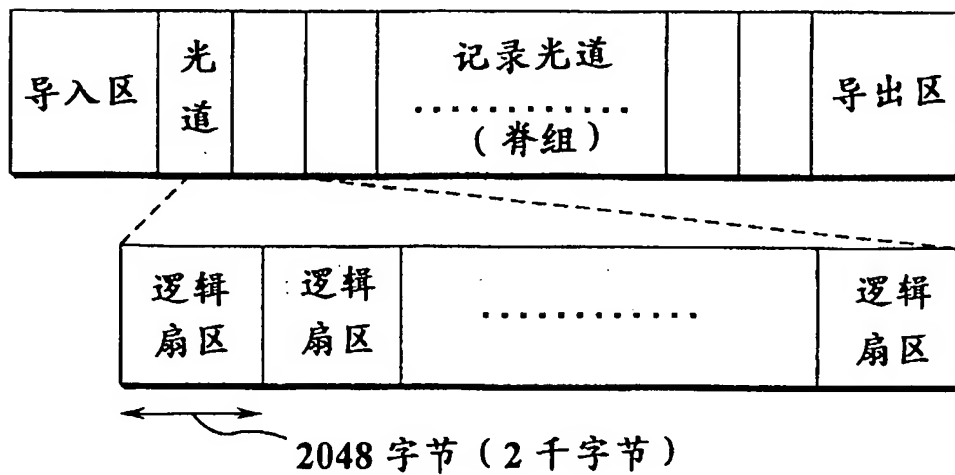 导入区
光道
记录光道
............
(脊组)
导出区
逻辑扇区
逻辑扇区
............
逻辑扇区
2048 字节 ( 2 千字节 )